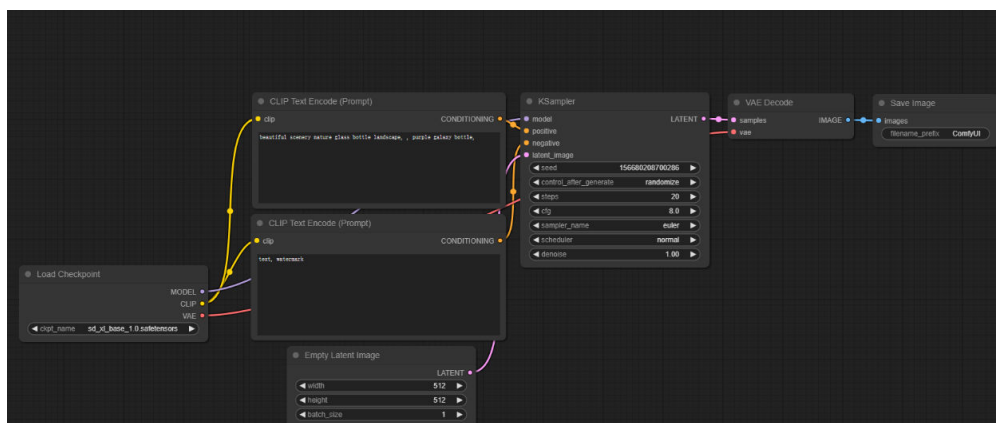 CLIP Text Encode (Prompt)
clip
CONDITIONING
beautiful scenery nature glass bottle landscape, , purple galaxy bottle,
CLIP Text Encode (Prompt)
clip
CONDITIONING
text, watermark
Load Checkpoint
MODEL
CLIP
VAE
ckpt_name sd_xl_base_1.0.safetensors
Empty Latent Image
LATENT
width 512
height 512
batch_size 1
KSampler
model
LATENT
positive
negative
latent_image
seed 156680208700286
control_after_generate randomize
steps 20
cfg 8.0
sampler_name euler
scheduler normal
denoise 1.00
VAE Decode
samples
IMAGE
vae
Save Image
images
filename_prefix ComfyUI